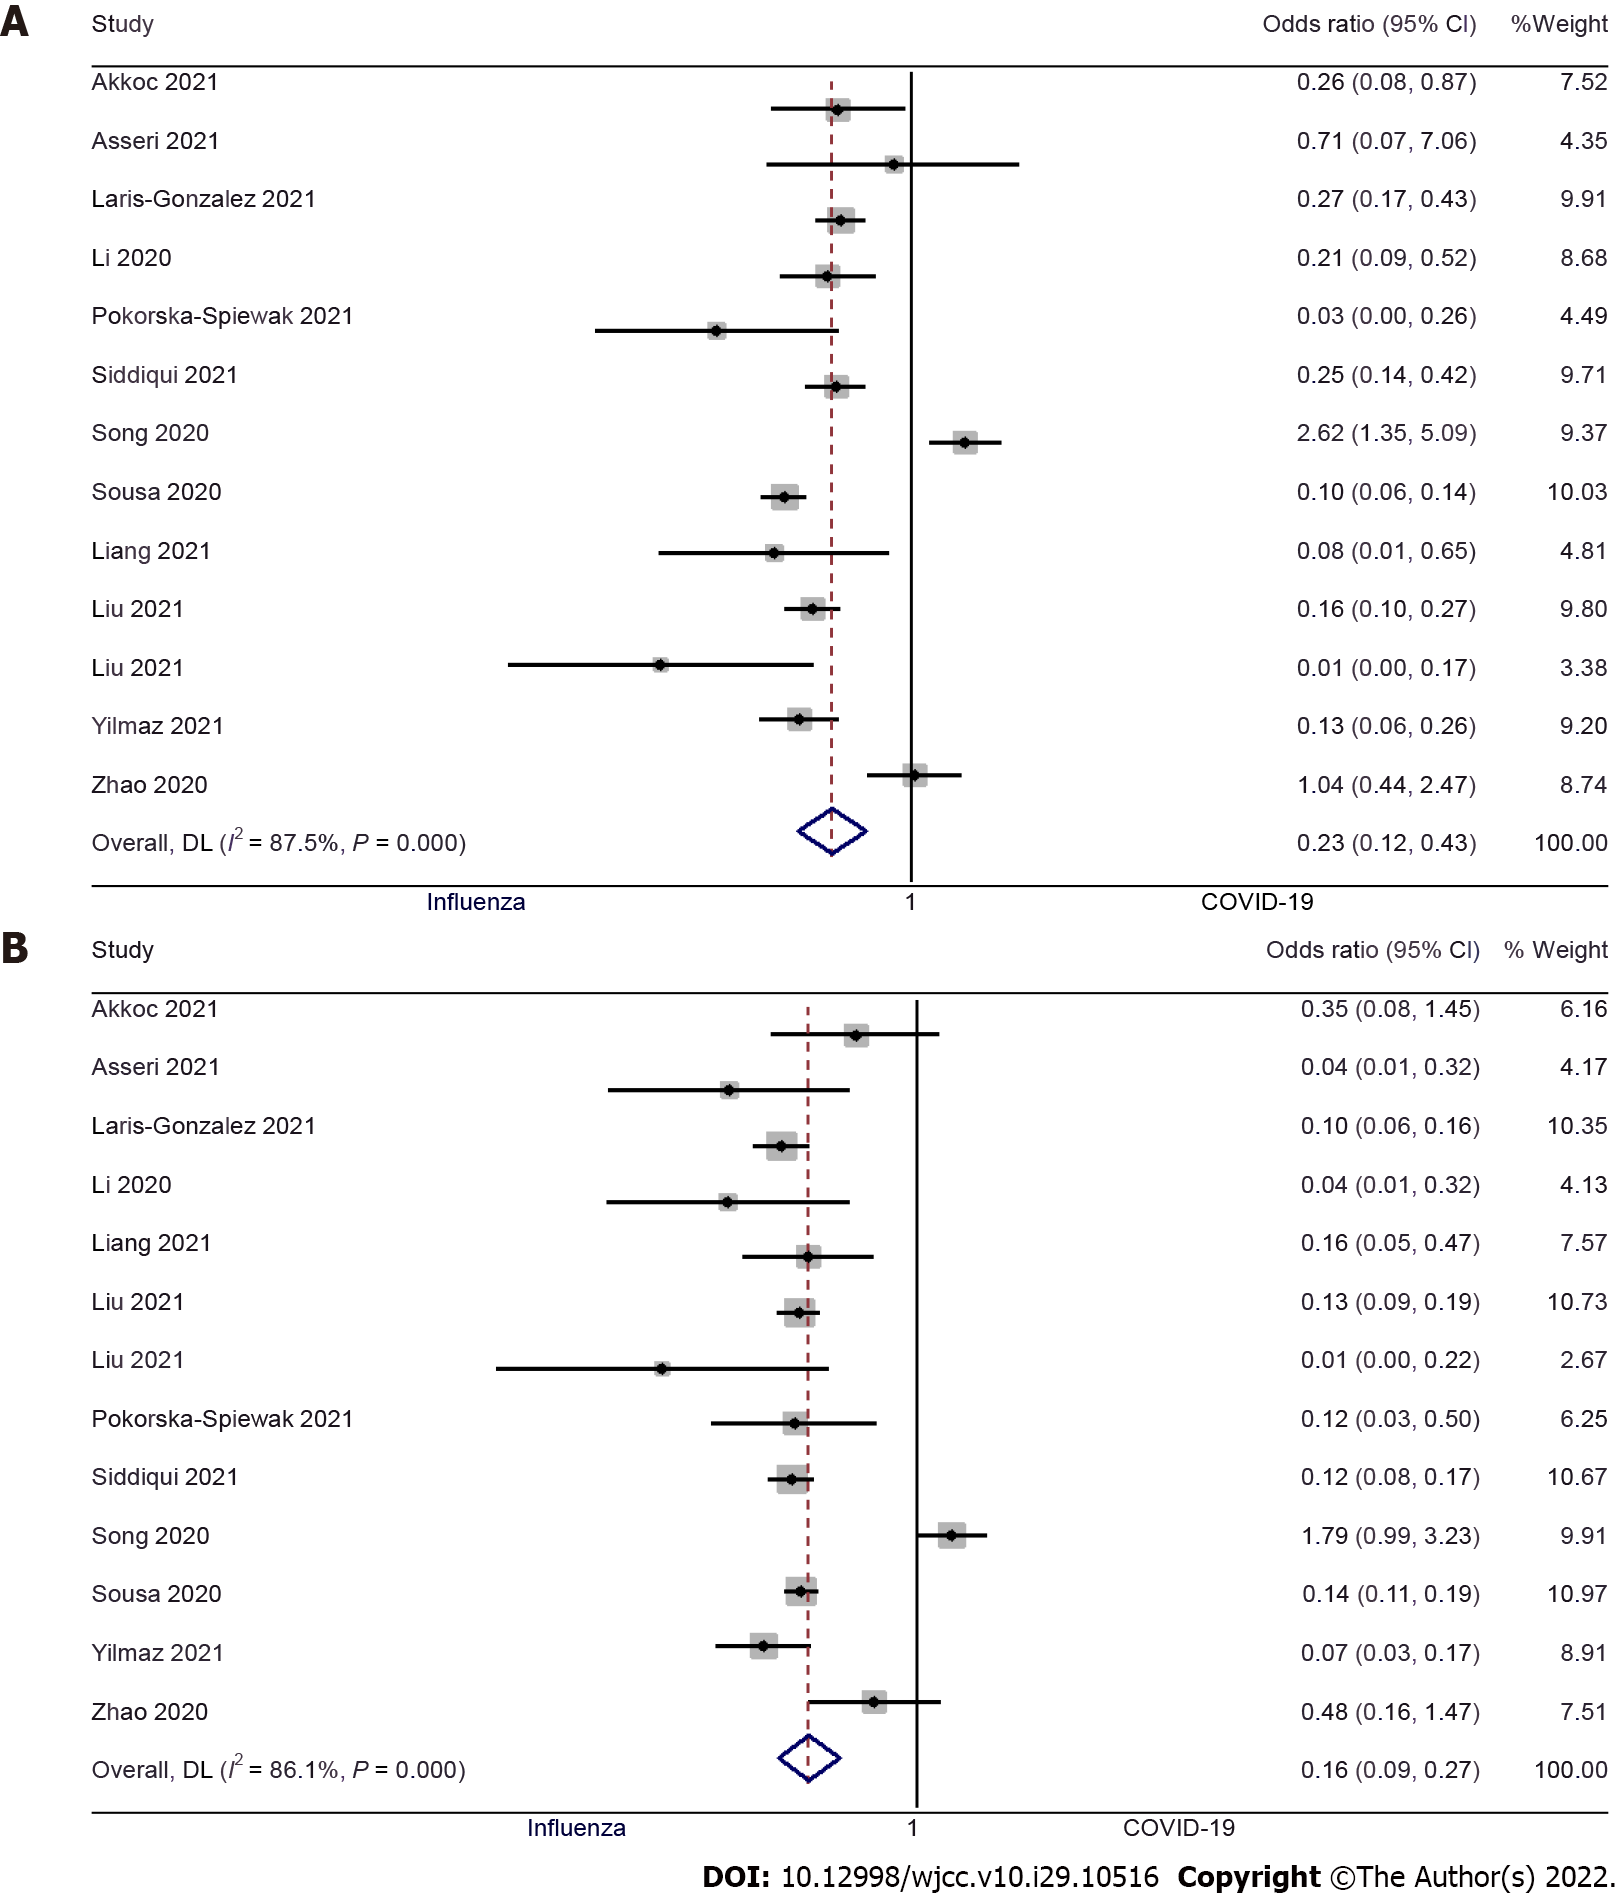 A
Study Odds ratio (95% CI) %Weight
Akkoc 2021 0.26 (0.08, 0.87) 7.52
Asseri 2021 0.71 (0.07, 7.06) 4.35
Laris-Gonzalez 2021 0.27 (0.17, 0.43) 9.91
Li 2020 0.21 (0.09, 0.52) 8.68
Pokorska-Spiewak 2021 0.03 (0.00, 0.26) 4.49
Siddiqui 2021 0.25 (0.14, 0.42) 9.71
Song 2020 2.62 (1.35, 5.09) 9.37
Sousa 2020 0.10 (0.06, 0.14) 10.03
Liang 2021 0.08 (0.01, 0.65) 4.81
Liu 2021 0.16 (0.10, 0.27) 9.80
Liu 2021 0.01 (0.00, 0.17) 3.38
Yilmaz 2021 0.13 (0.06, 0.26) 9.20
Zhao 2020 1.04 (0.44, 2.47) 8.74
Overall, DL (I² = 87.5%, P = 0.000) 0.23 (0.12, 0.43) 100.00
Influenza 1 COVID-19
B
Study Odds ratio (95% CI) % Weight
Akkoc 2021 0.35 (0.08, 1.45) 6.16
Asseri 2021 0.04 (0.01, 0.32) 4.17
Laris-Gonzalez 2021 0.10 (0.06, 0.16) 10.35
Li 2020 0.04 (0.01, 0.32) 4.13
Liang 2021 0.16 (0.05, 0.47) 7.57
Liu 2021 0.13 (0.09, 0.19) 10.73
Liu 2021 0.01 (0.00, 0.22) 2.67
Pokorska-Spiewak 2021 0.12 (0.03, 0.50) 6.25
Siddiqui 2021 0.12 (0.08, 0.17) 10.67
Song 2020 1.79 (0.99, 3.23) 9.91
Sousa 2020 0.14 (0.11, 0.19) 10.97
Yilmaz 2021 0.07 (0.03, 0.17) 8.91
Zhao 2020 0.48 (0.16, 1.47) 7.51
Overall, DL (I² = 86.1%, P = 0.000) 0.16 (0.09, 0.27) 100.00
Influenza 1 COVID-19
DOI: 10.12998/wjcc.v10.i29.10516 Copyright ©The Author(s) 2022.